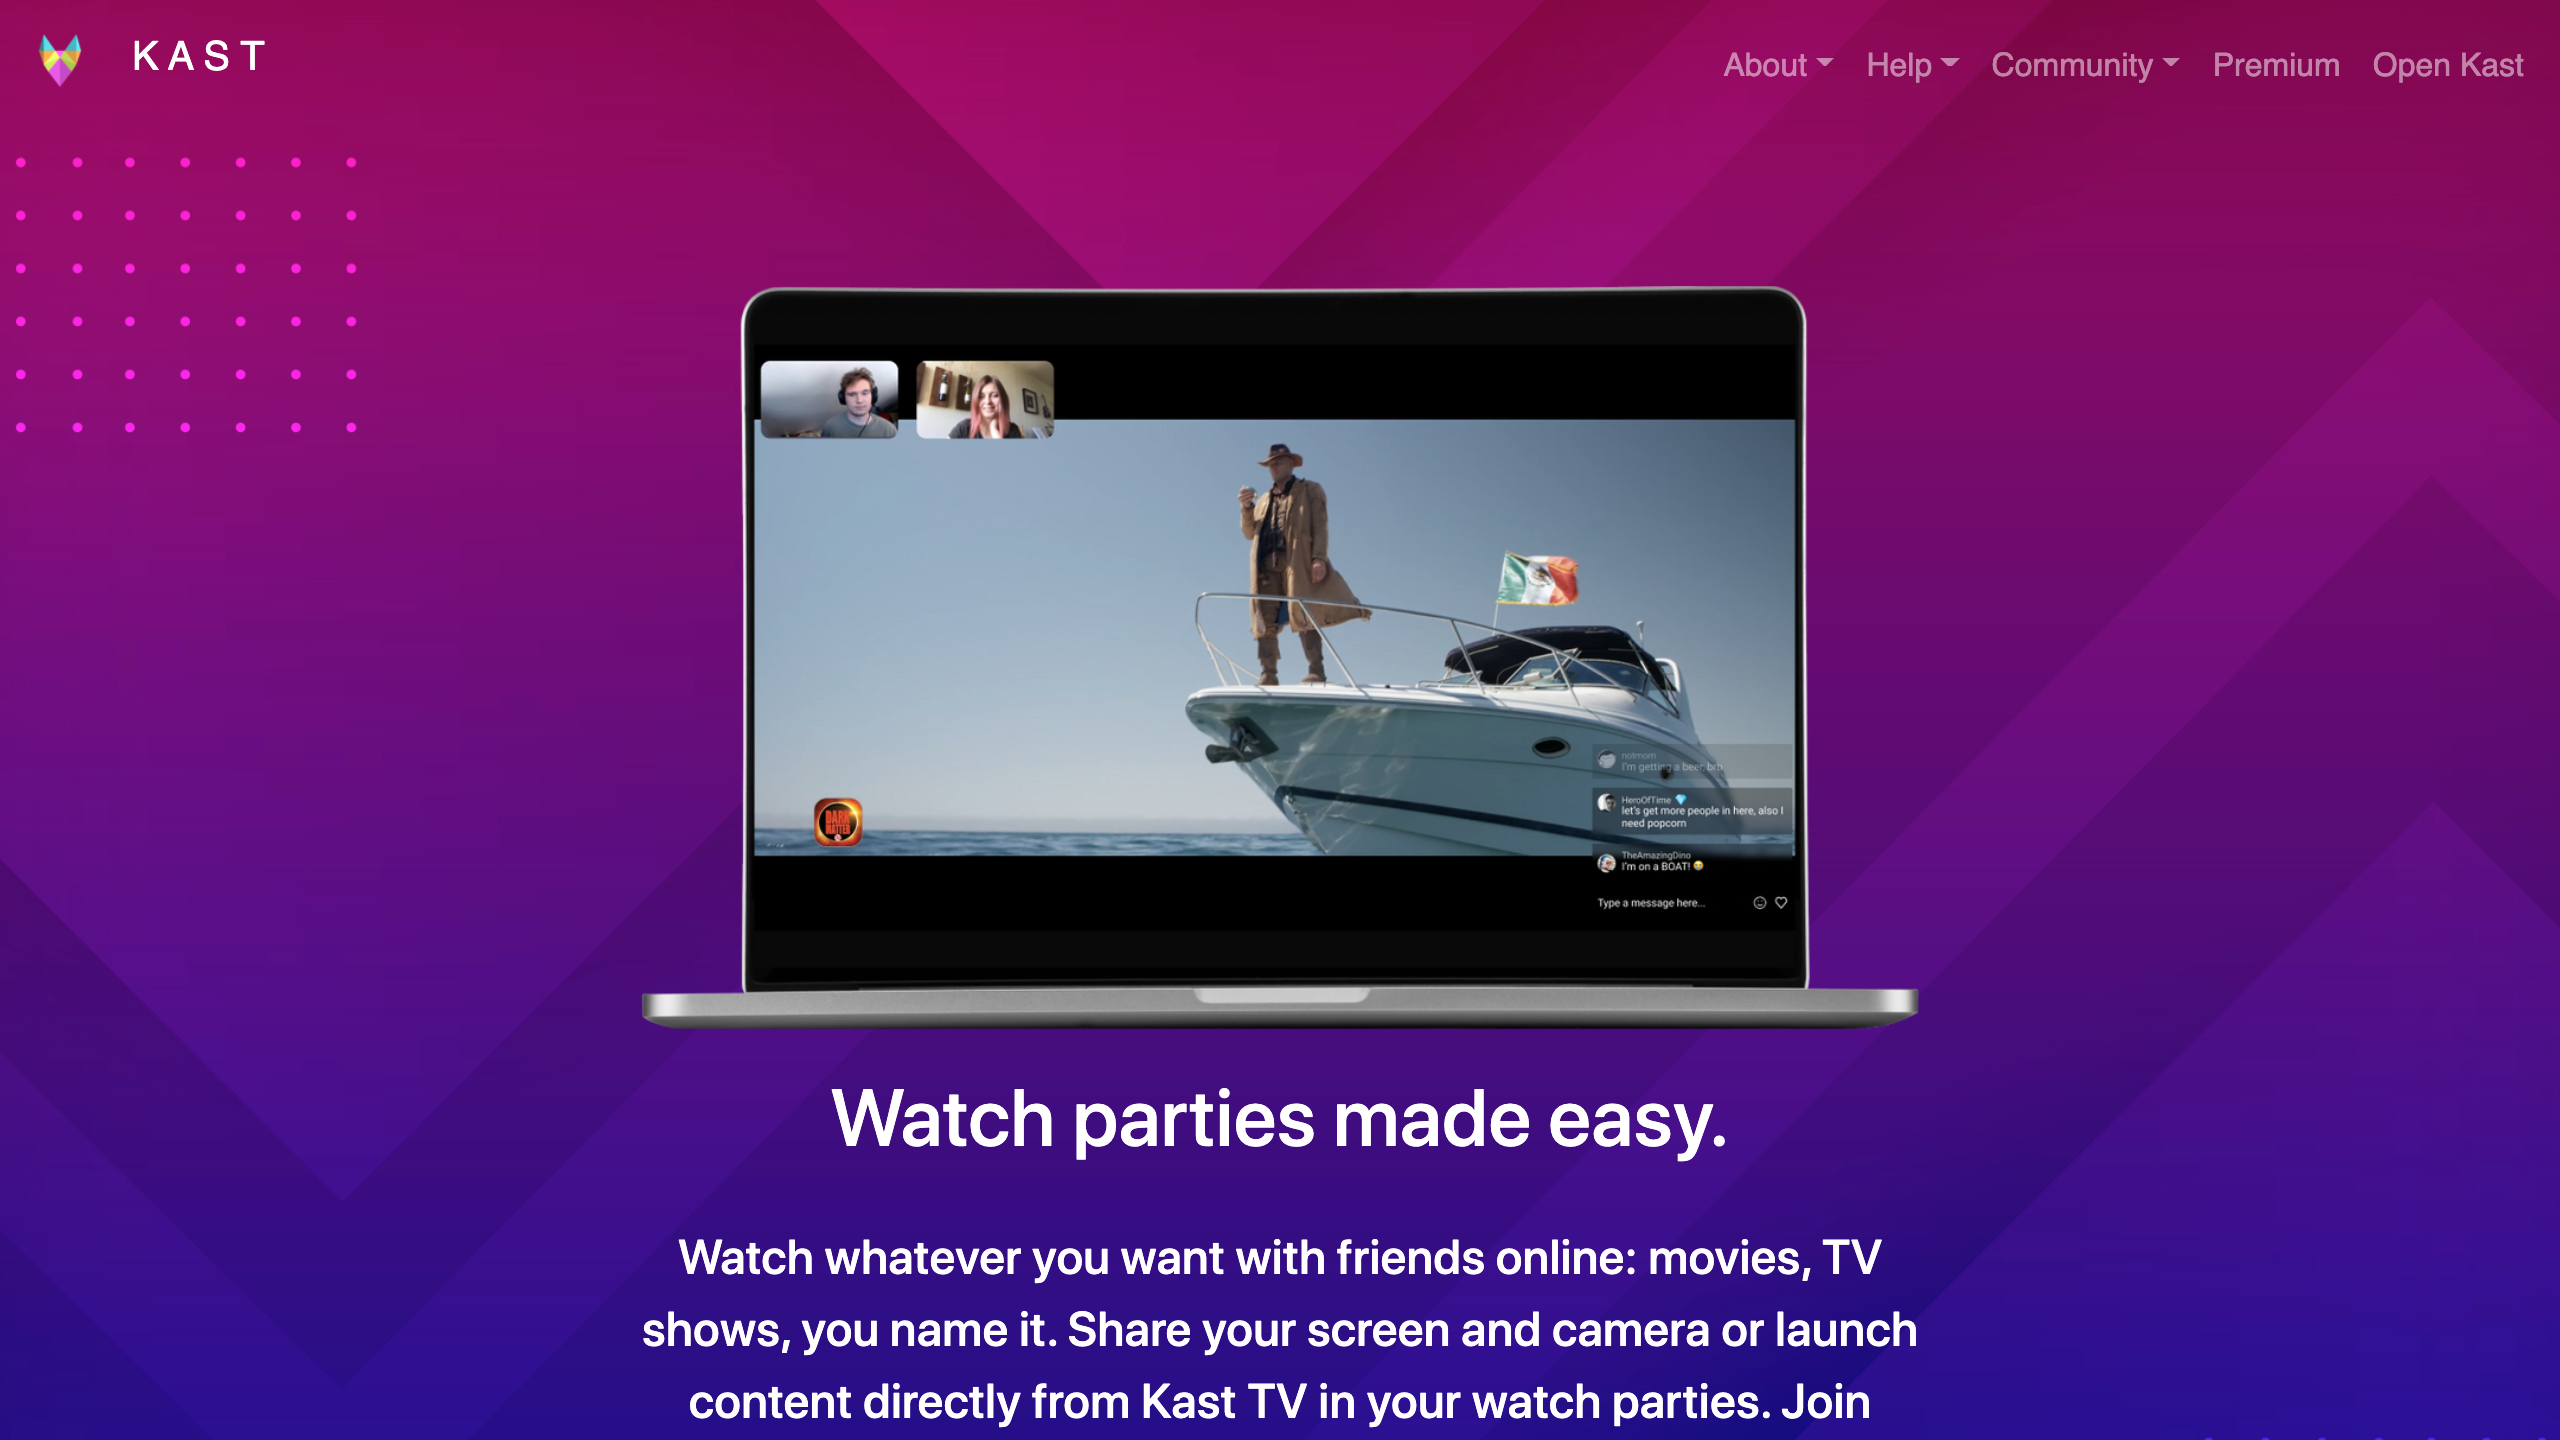 KAST
About
Help
Community
Premium
Open Kast
notmom
I'm getting a beer, brb
HeroOfTime
let's get more people in here, also I
need popcorn
TheAmazingDino
I'm on a BOAT!
DARK
MATTER
Type a message here...
Watch parties made easy.
Watch whatever you want with friends online: movies, TV
shows, you name it. Share your screen and camera or launch
content directly from Kast TV in your watch parties. Join